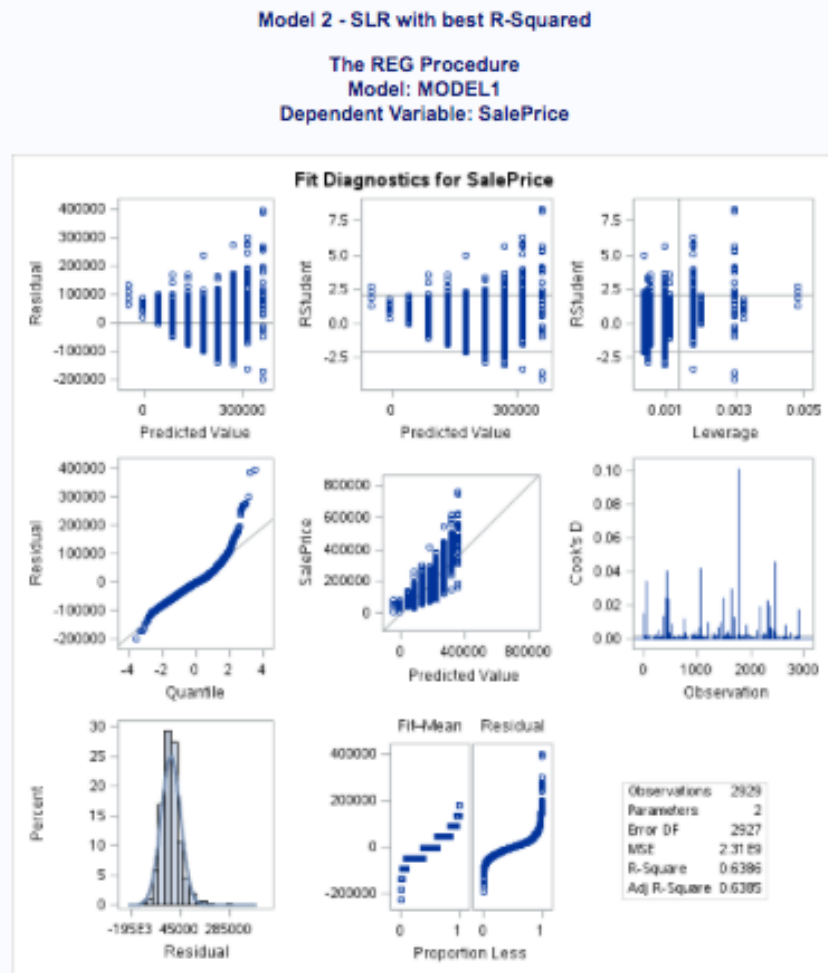 Model 2 - SLR with best R-Squared
The REG Procedure
Model: MODEL1
Dependent Variable: SalePrice
Fit Diagnostics for SalePrice
400000
300000
200000
100000
0
-100000
-200000
Residual
0 300000
Predicted Value
7.5
5.0
2.5
0.0
-2.5
RStudent
0 300000
Predicted Value
7.5
5.0
2.5
0.0
-2.5
RStudent
0.001 0.003 0.005
Leverage
400000
300000
200000
100000
0
-100000
-200000
Residual
-4 -2 0 2 4
Quantile
800000
600000
400000
200000
0
SalePrice
0 400000 800000
Predicted Value
0.10
0.08
0.06
0.04
0.02
0.00
Cook's D
0 1000 2000 3000
Observation
30
25
20
15
10
5
0
Percent
-195E3 45000 285000
Residual
Fit–Mean Residual
400000
200000
0
-200000
0 1 0 1
Proportion Less
Observations 2929
Parameters 2
Error DF 2927
MSE 2.31E9
R-Square 0.6386
Adj R-Square 0.6385